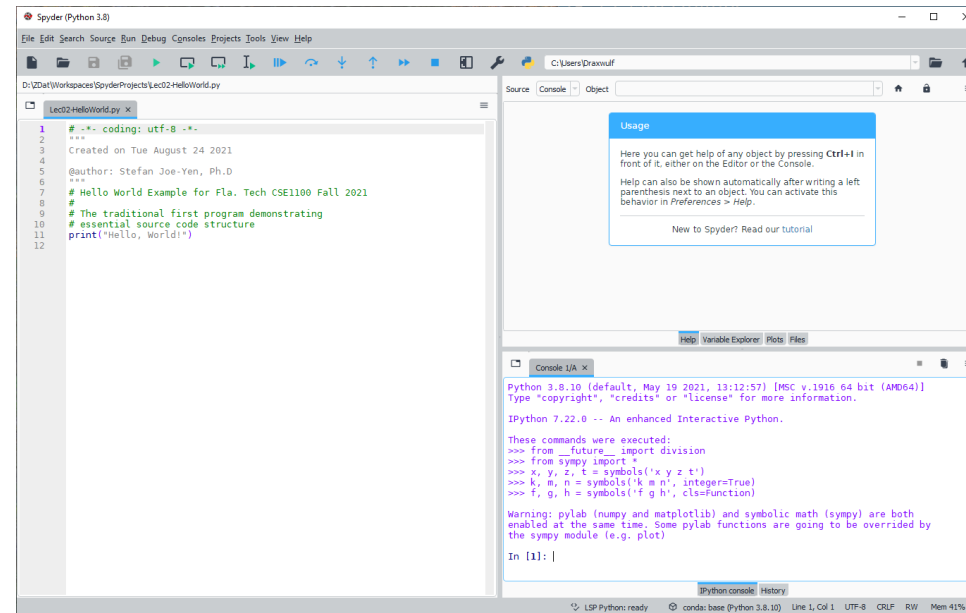 Spyder (Python 3.8)
File Edit Search Source Run Debug Consoles Projects Tools View Help
C:\Users\Draxwulf
D:\ZDat\Workspaces\SpyderProjects\Lec02-HelloWorld.py
Lec02-HelloWorld.py
1 # -*- coding: utf-8 -*-
2 """
3 Created on Tue August 24 2021
4
5 @author: Stefan Joe-Yen, Ph.D
6 """
7 # Hello World Example for Fla. Tech CSE1100 Fall 2021
8 #
9 # The traditional first program demonstrating
10 # essential source code structure
11 print("Hello, World!")
12
Source Console Object
Usage
Here you can get help of any object by pressing Ctrl+I in
front of it, either on the Editor or the Console.
Help can also be shown automatically after writing a left
parenthesis next to an object. You can activate this
behavior in Preferences > Help.
New to Spyder? Read our tutorial
Help Variable Explorer Plots Files
Console 1/A
Python 3.8.10 (default, May 19 2021, 13:12:57) [MSC v.1916 64 bit (AMD64)]
Type "copyright", "credits" or "license" for more information.
IPython 7.22.0 -- An enhanced Interactive Python.
These commands were executed:
>>> from __future__ import division
>>> from sympy import *
>>> x, y, z, t = symbols('x y z t')
>>> k, m, n = symbols('k m n', integer=True)
>>> f, g, h = symbols('f g h', cls=Function)
Warning: pylab (numpy and matplotlib) and symbolic math (sympy) are both
enabled at the same time. Some pylab functions are going to be overrided by
the sympy module (e.g. plot)
In [1]:
IPython console History
LSP Python: ready conda: base (Python 3.8.10) Line 1, Col 1 UTF-8 CRLF RW Mem 41%